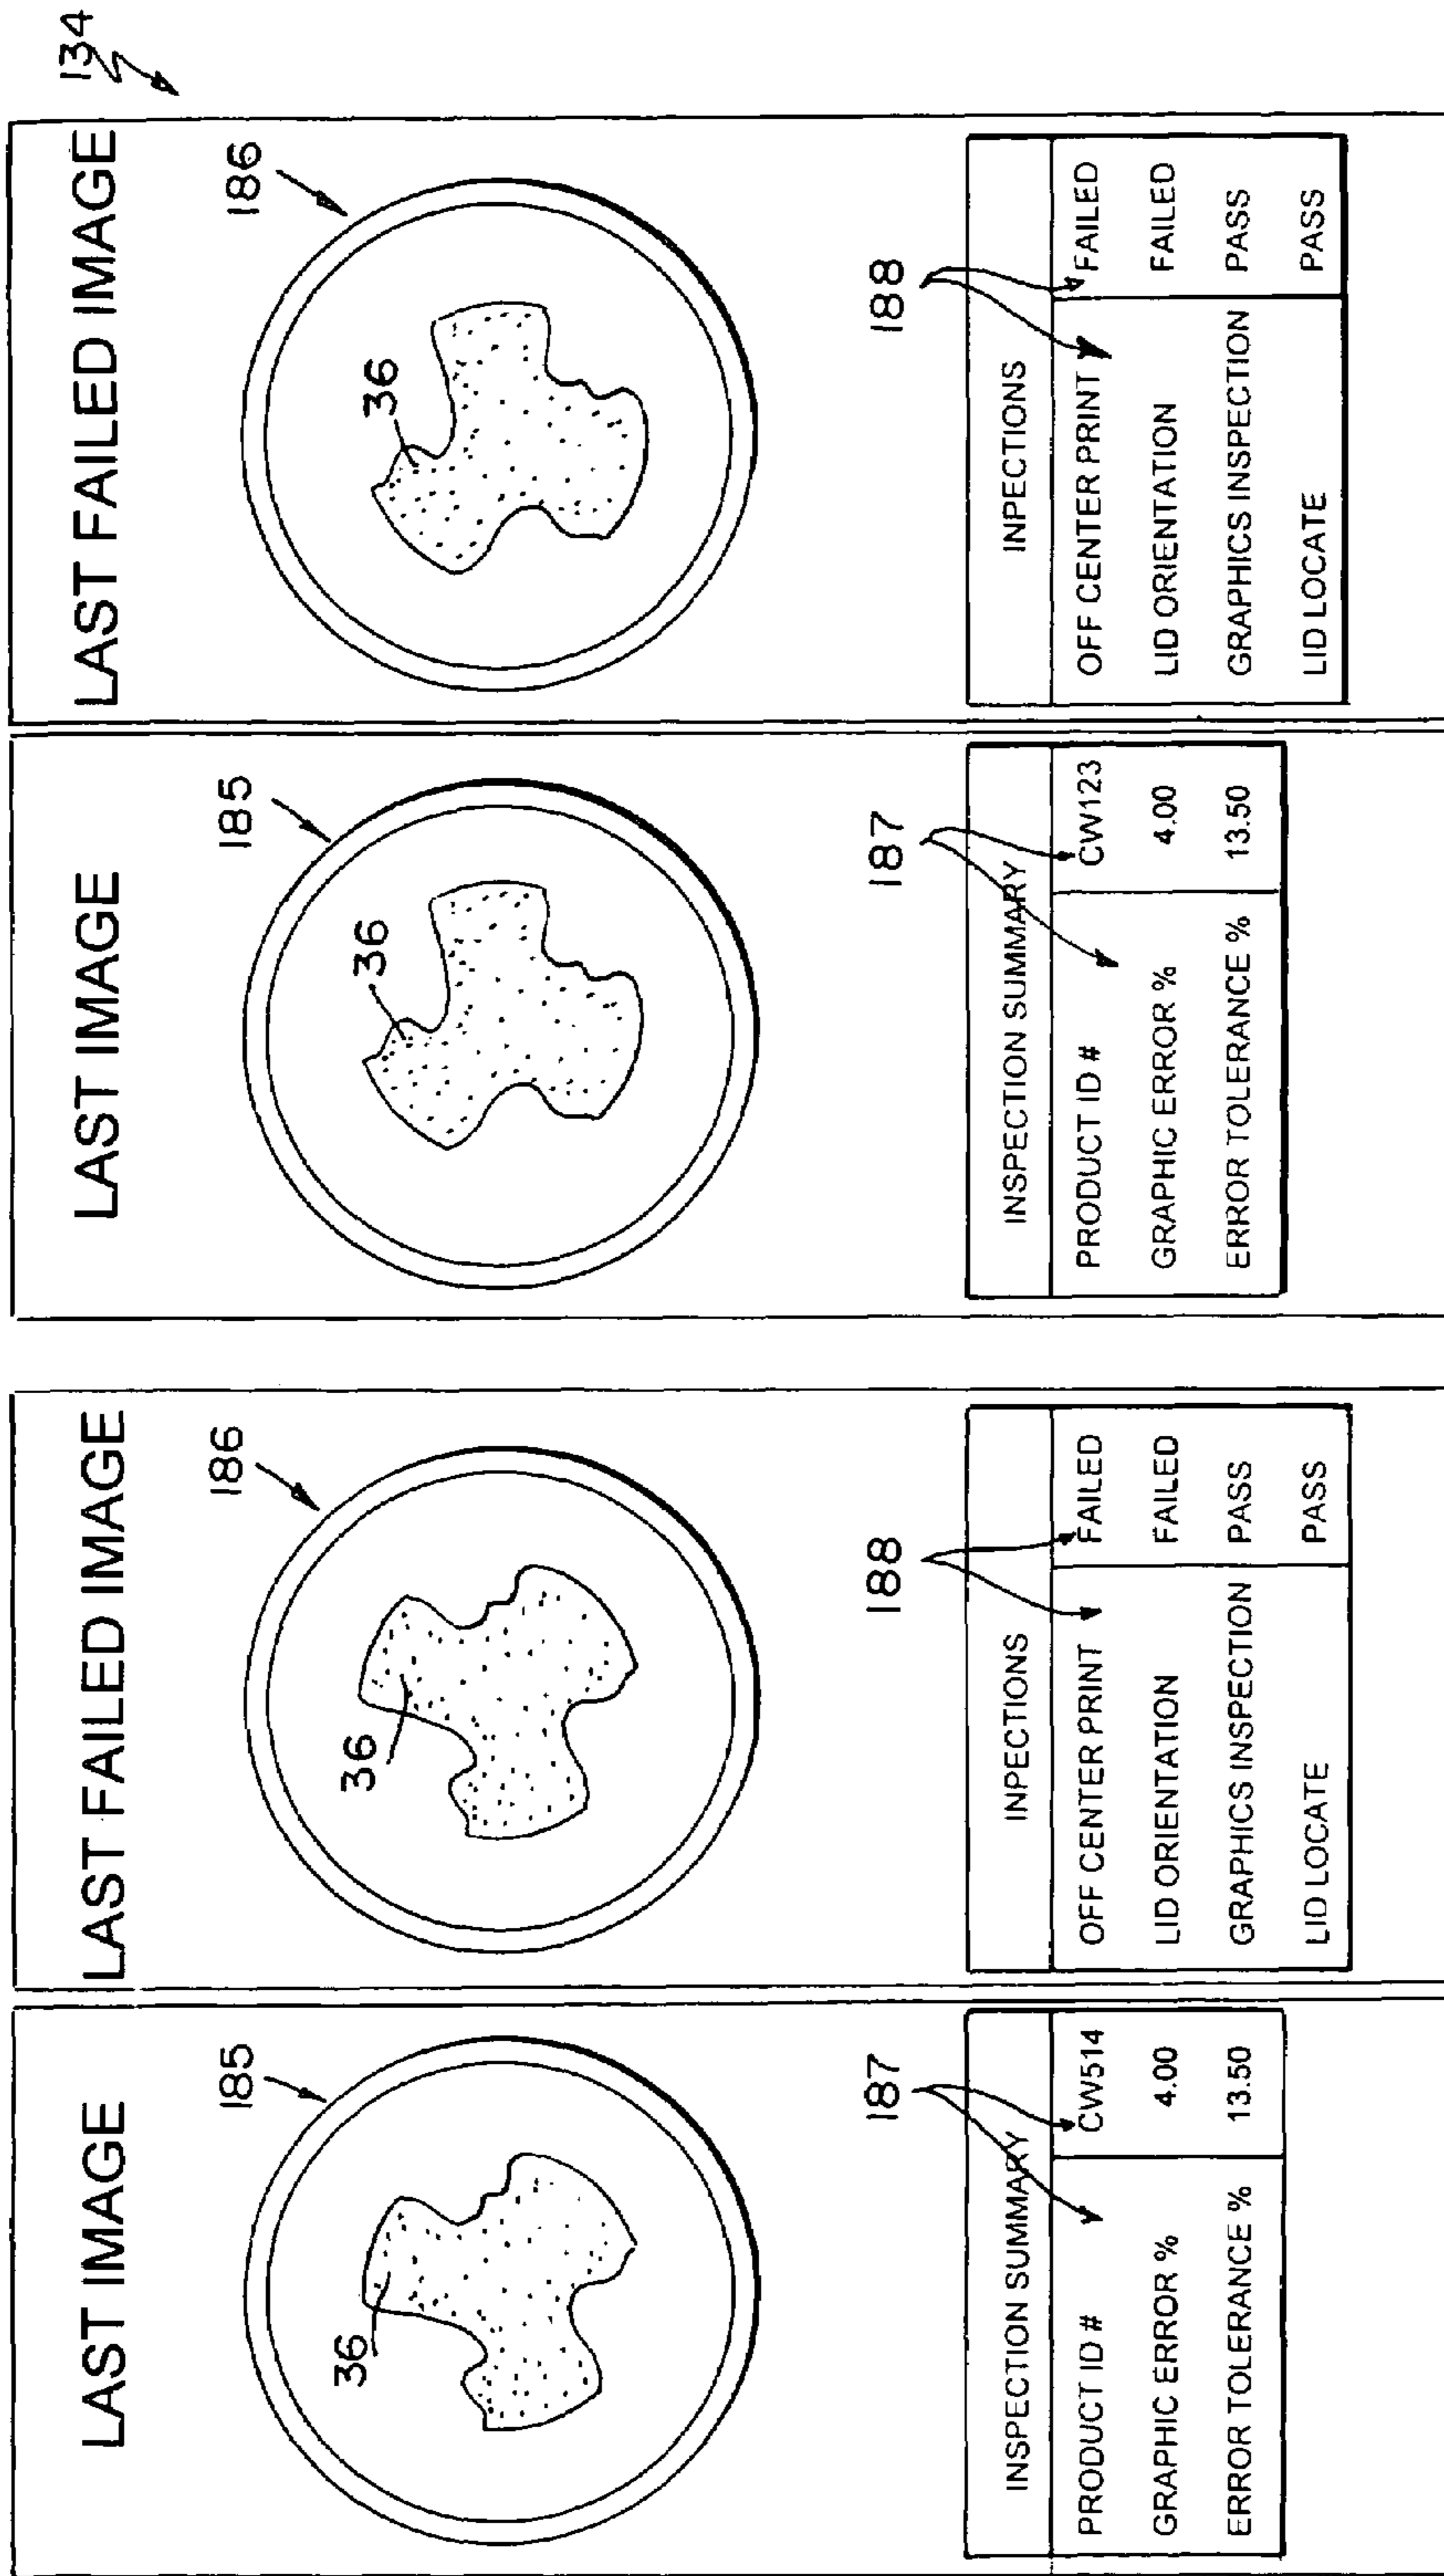 134
LAST IMAGE
185
36
187
INSPECTION SUMMARY
PRODUCT ID # CW514
GRAPHIC ERROR % 4.00
ERROR TOLERANCE % 13.50
LAST FAILED IMAGE
186
36
188
INPECTIONS
OFF CENTER PRINT FAILED
LID ORIENTATION FAILED
GRAPHICS INSPECTION PASS
LID LOCATE PASS
LAST IMAGE
185
36
187
INSPECTION SUMMARY
PRODUCT ID # CW123
GRAPHIC ERROR % 4.00
ERROR TOLERANCE % 13.50
LAST FAILED IMAGE
186
36
188
INPECTIONS
OFF CENTER PRINT FAILED
LID ORIENTATION FAILED
GRAPHICS INSPECTION PASS
LID LOCATE PASS